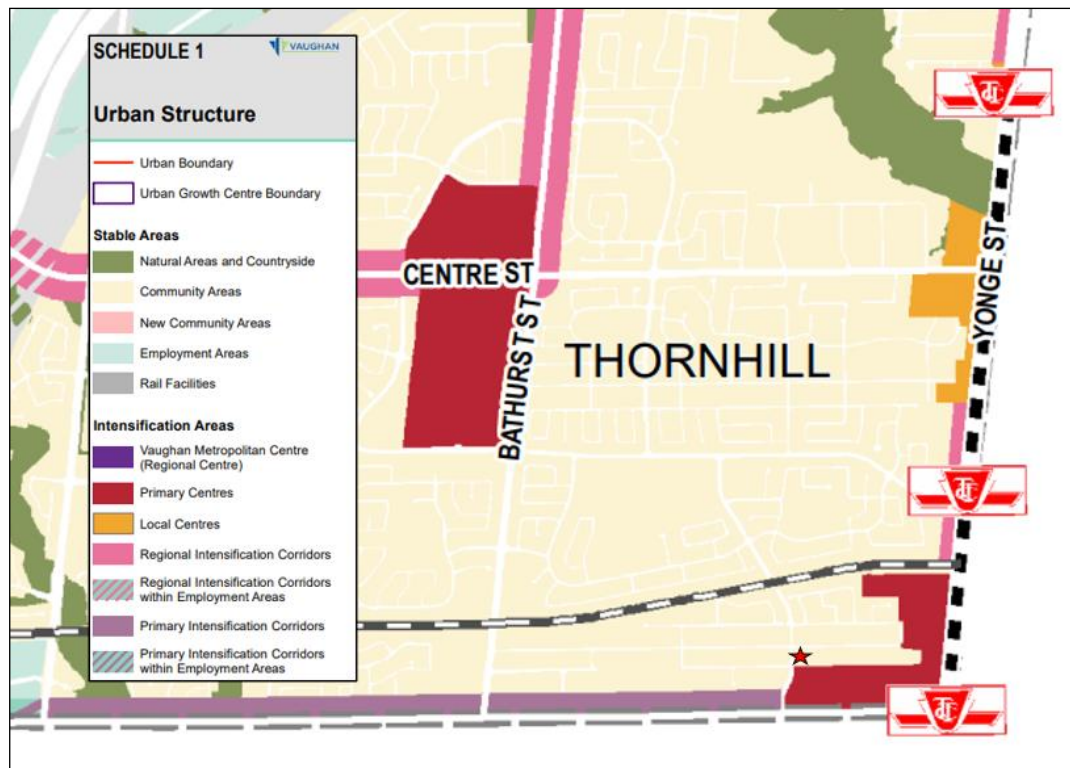 SCHEDULE 1
VAUGHAN
Urban Structure
Urban Boundary
Urban Growth Centre Boundary
Stable Areas
Natural Areas and Countryside
Community Areas
New Community Areas
Employment Areas
Rail Facilities
Intensification Areas
Vaughan Metropolitan Centre
(Regional Centre)
Primary Centres
Local Centres
Regional Intensification Corridors
Regional Intensification Corridors
within Employment Areas
Primary Intensification Corridors
Primary Intensification Corridors
within Employment Areas
CENTRE ST
BATHURST ST
THORNHILL
YONGE ST
TTC
TTC
TTC